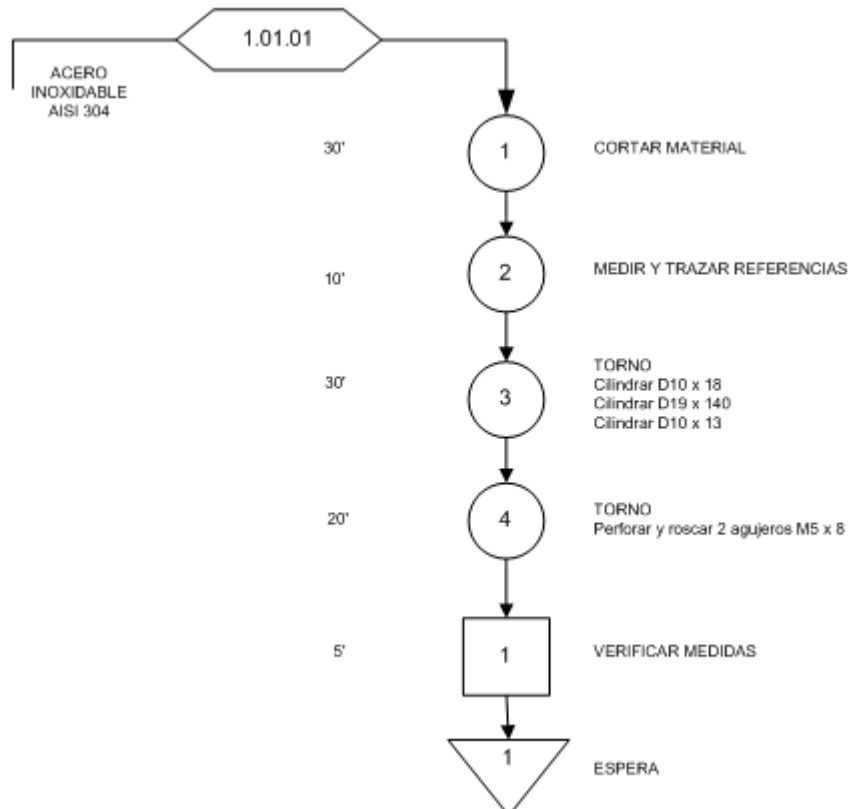 1.01.01
ACERO
INOXIDABLE
AISI 304
30'
1
CORTAR MATERIAL
10'
2
MEDIR Y TRAZAR REFERENCIAS
30'
3
TORNO
Cilindrar D10 x 18
Cilindrar D19 x 140
Cilindrar D10 x 13
20'
4
TORNO
Perforar y roscar 2 agujeros M5 x 8
5'
1
VERIFICAR MEDIDAS
1
ESPERA